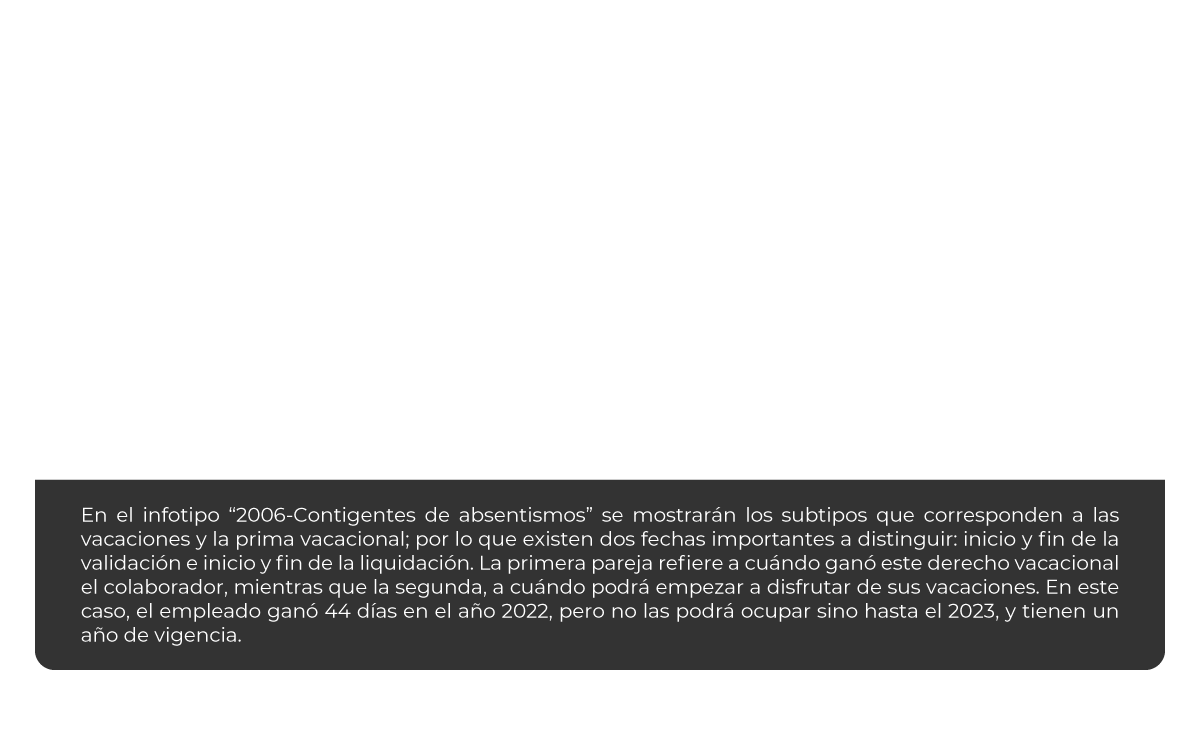 En el infotipo “2006-Contigentes de absentismos” se mostrarán los subtipos que corresponden a las
vacaciones y la prima vacacional; por lo que existen dos fechas importantes a distinguir: inicio y fin de la
validación e inicio y fin de la liquidación. La primera pareja refiere a cuándo ganó este derecho vacacional
el colaborador, mientras que la segunda, a cuándo podrá empezar a disfrutar de sus vacaciones. En este
caso, el empleado ganó 44 días en el año 2022, pero no las podrá ocupar sino hasta el 2023, y tienen un
año de vigencia.